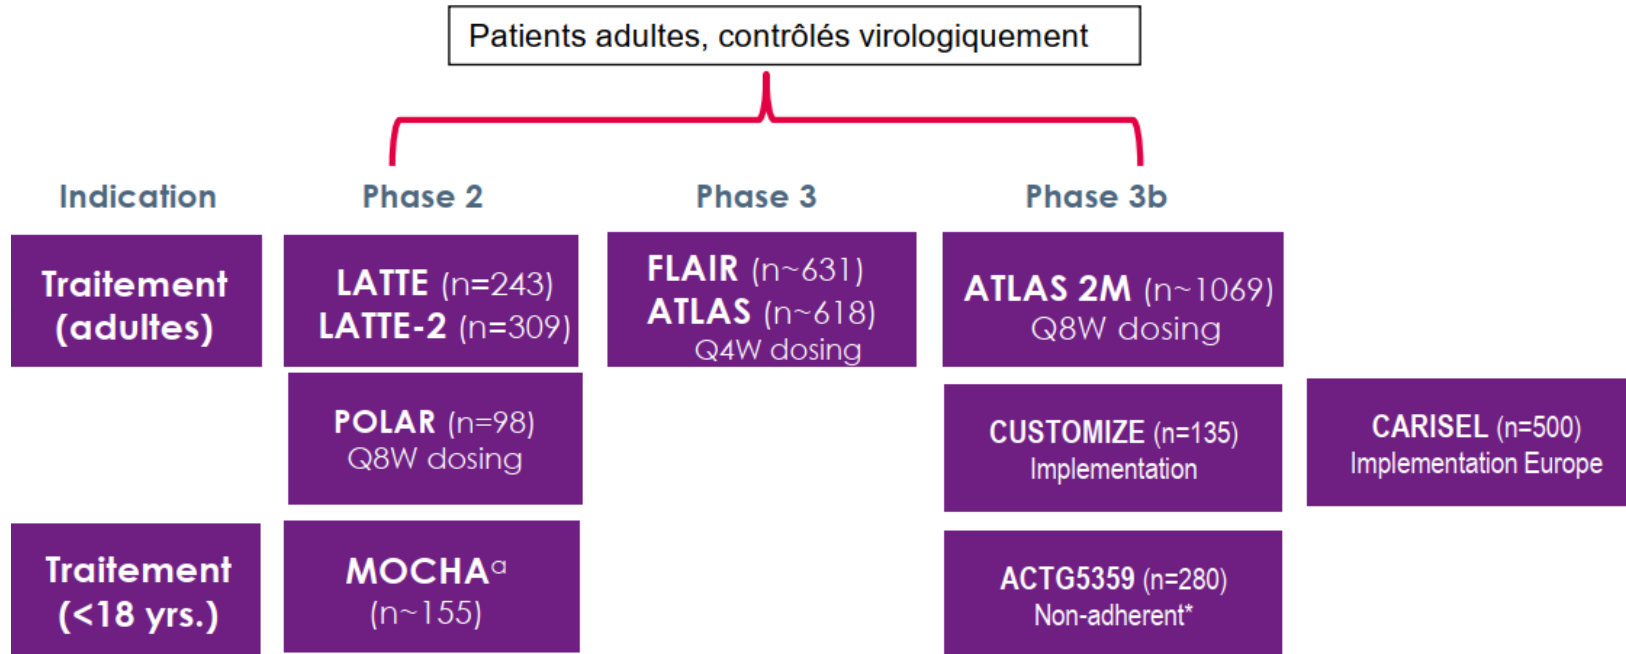 Patients adultes, contrôlés virologiquement
Indication
Phase 2
Phase 3
Phase 3b
Traitement
(adultes)
LATTE (n=243)
LATTE-2 (n=309)
FLAIR (n~631)
ATLAS (n~618)
Q4W dosing
ATLAS 2M (n~1069)
Q8W dosing
POLAR (n=98)
Q8W dosing
CUSTOMIZE (n=135)
Implementation
CARISEL (n=500)
Implementation Europe
Traitement
(<18 yrs.)
MOCHAᵃ
(n~155)
ACTG5359 (n=280)
Non-adherent*